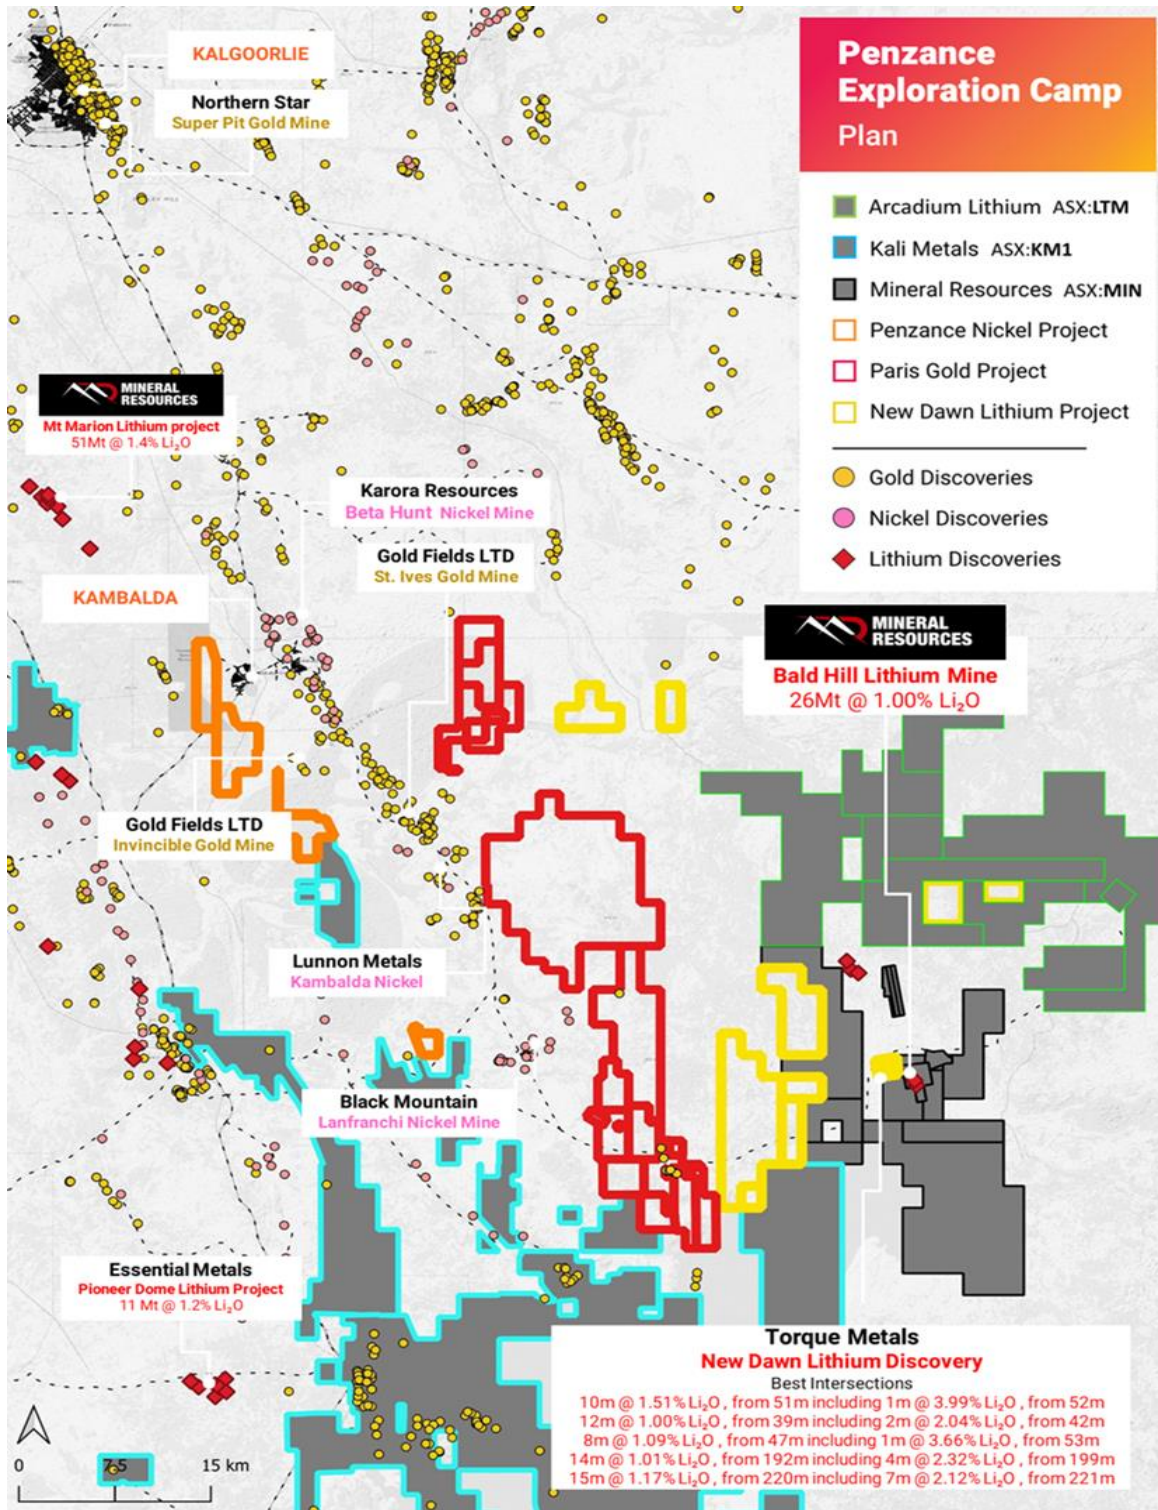 Penzance
Exploration Camp
Plan
KALGOORLIE
Northern Star
Super Pit Gold Mine
Arcadium Lithium ASX:LTM
Kali Metals ASX:KM1
Mineral Resources ASX:MIN
Penzance Nickel Project
Paris Gold Project
New Dawn Lithium Project
Gold Discoveries
Nickel Discoveries
Lithium Discoveries
MINERAL
RESOURCES
Mt Marion Lithium project
51Mt @ 1.4% Li₂O
Karora Resources
Beta Hunt Nickel Mine
Gold Fields LTD
St. Ives Gold Mine
KAMBALDA
MINERAL
RESOURCES
Bald Hill Lithium Mine
26Mt @ 1.00% Li₂O
Gold Fields LTD
Invincible Gold Mine
Lunnon Metals
Kambalda Nickel
Black Mountain
Lanfranchi Nickel Mine
Essential Metals
Pioneer Dome Lithium Project
11 Mt @ 1.2% Li₂O
Torque Metals
New Dawn Lithium Discovery
Best Intersections
10m @ 1.51% Li₂O , from 51m including 1m @ 3.99% Li₂O , from 52m
12m @ 1.00% Li₂O , from 39m including 2m @ 2.04% Li₂O , from 42m
8m @ 1.09% Li₂O , from 47m including 1m @ 3.66% Li₂O , from 53m
14m @ 1.01% Li₂O , from 192m including 4m @ 2.32% Li₂O , from 199m
15m @ 1.17% Li₂O , from 220m including 7m @ 2.12% Li₂O , from 221m
0 7.5 15 km